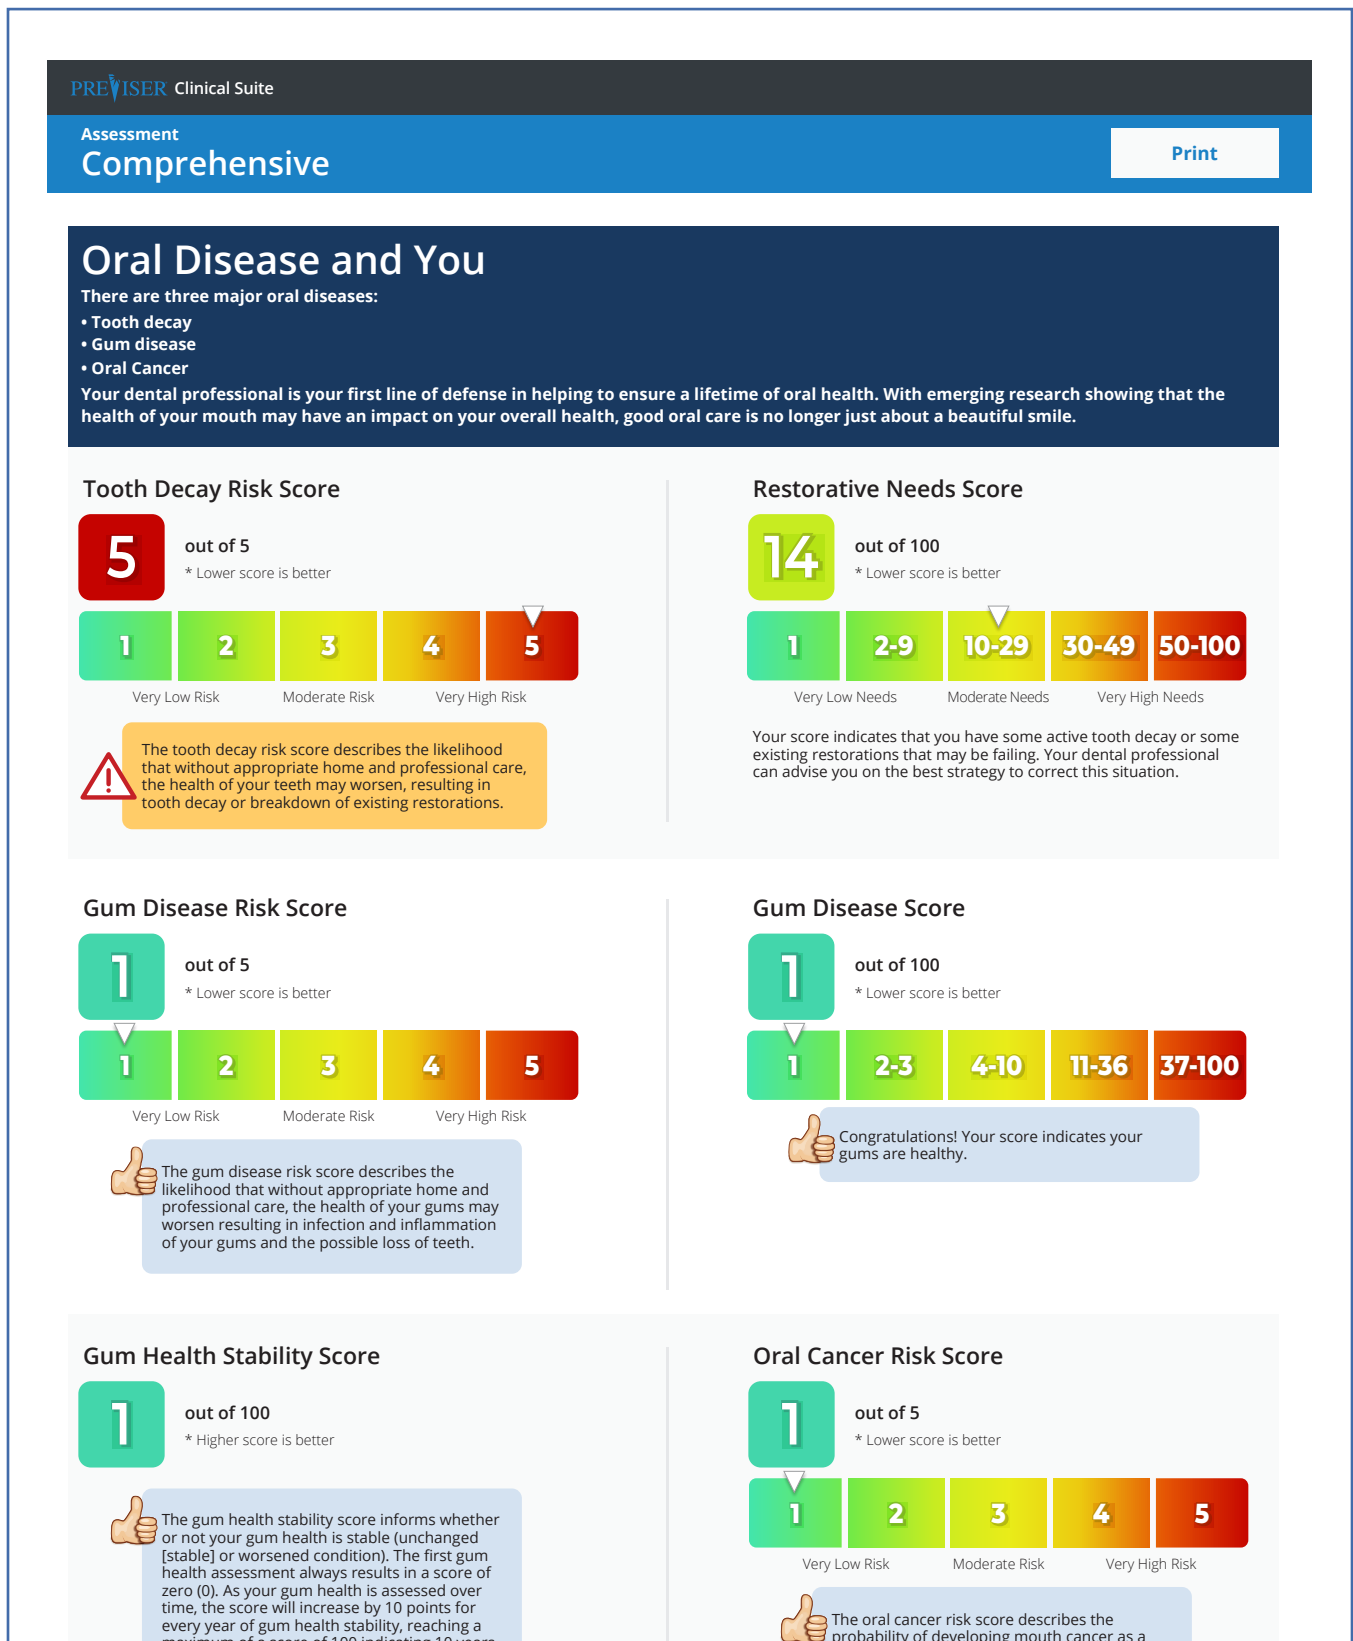 PREVISER Clinical Suite
Assessment
Comprehensive
Print
Oral Disease and You
There are three major oral diseases:
• Tooth decay
• Gum disease
• Oral Cancer
Your dental professional is your first line of defense in helping to ensure a lifetime of oral health. With emerging research showing that the
health of your mouth may have an impact on your overall health, good oral care is no longer just about a beautiful smile.
Tooth Decay Risk Score
5
out of 5
* Lower score is better
1 2 3 4 5
Very Low Risk Moderate Risk Very High Risk
The tooth decay risk score describes the likelihood
that without appropriate home and professional care,
the health of your teeth may worsen, resulting in
tooth decay or breakdown of existing restorations.
Restorative Needs Score
14
out of 100
* Lower score is better
1 2-9 10-29 30-49 50-100
Very Low Needs Moderate Needs Very High Needs
Your score indicates that you have some active tooth decay or some
existing restorations that may be failing. Your dental professional
can advise you on the best strategy to correct this situation.
Gum Disease Risk Score
1
out of 5
* Lower score is better
1 2 3 4 5
Very Low Risk Moderate Risk Very High Risk
The gum disease risk score describes the
likelihood that without appropriate home and
professional care, the health of your gums may
worsen resulting in infection and inflammation
of your gums and the possible loss of teeth.
Gum Disease Score
1
out of 100
* Lower score is better
1 2-3 4-10 11-36 37-100
Congratulations! Your score indicates your
gums are healthy.
Gum Health Stability Score
1
out of 100
* Higher score is better
The gum health stability score informs whether
or not your gum health is stable (unchanged
[stable] or worsened condition). The first gum
health assessment always results in a score of
zero (0). As your gum health is assessed over
time, the score will increase by 10 points for
every year of gum health stability, reaching a
maximum of a score of 100 indicating 10 years
Oral Cancer Risk Score
1
out of 5
* Lower score is better
1 2 3 4 5
Very Low Risk Moderate Risk Very High Risk
The oral cancer risk score describes the
probability of developing mouth cancer as a